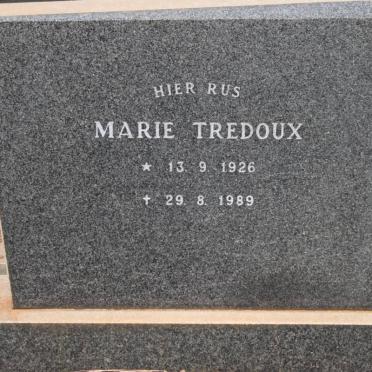 HIER RUS
MARIE TREDOUX
★ 13. 9. 1926
✝ 29. 8. 1989